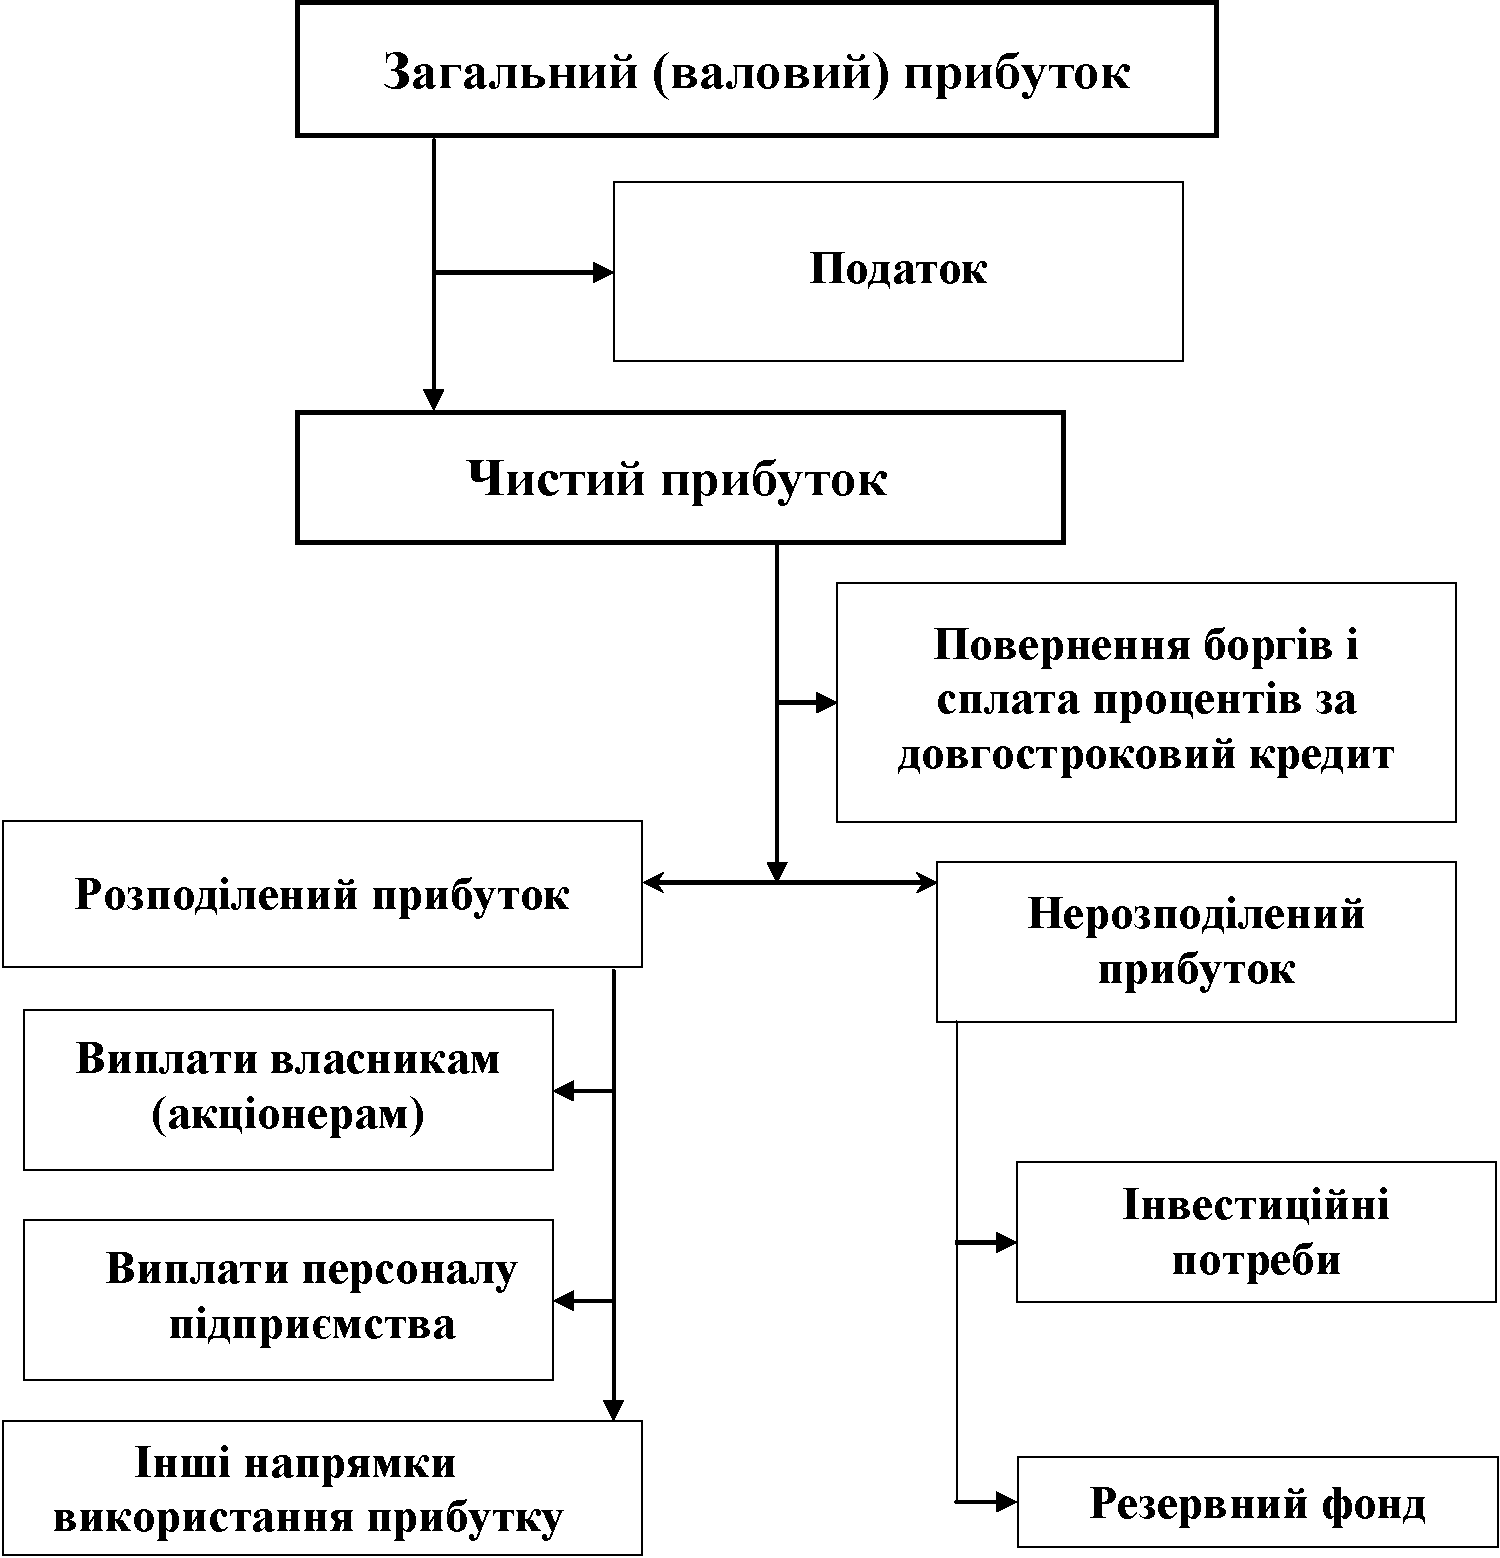 Загальний (валовий) прибуток
Податок
Чистий прибуток
Повернення боргів і
сплата процентів за
довгостроковий кредит
Розподілений прибуток
Нерозподілений
прибуток
Виплати власникам
(акціонерам)
Виплати персоналу
підприємства
Інші напрямки
використання прибутку
Інвестиційні
потреби
Резервний фонд